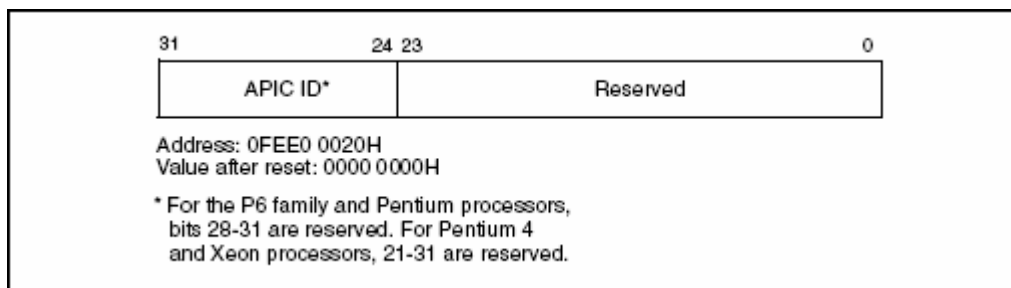 31 24 23 0
APIC ID* Reserved
Address: 0FEE0 0020H
Value after reset: 0000 0000H
* For the P6 family and Pentium processors,
bits 28-31 are reserved. For Pentium 4
and Xeon processors, 21-31 are reserved.